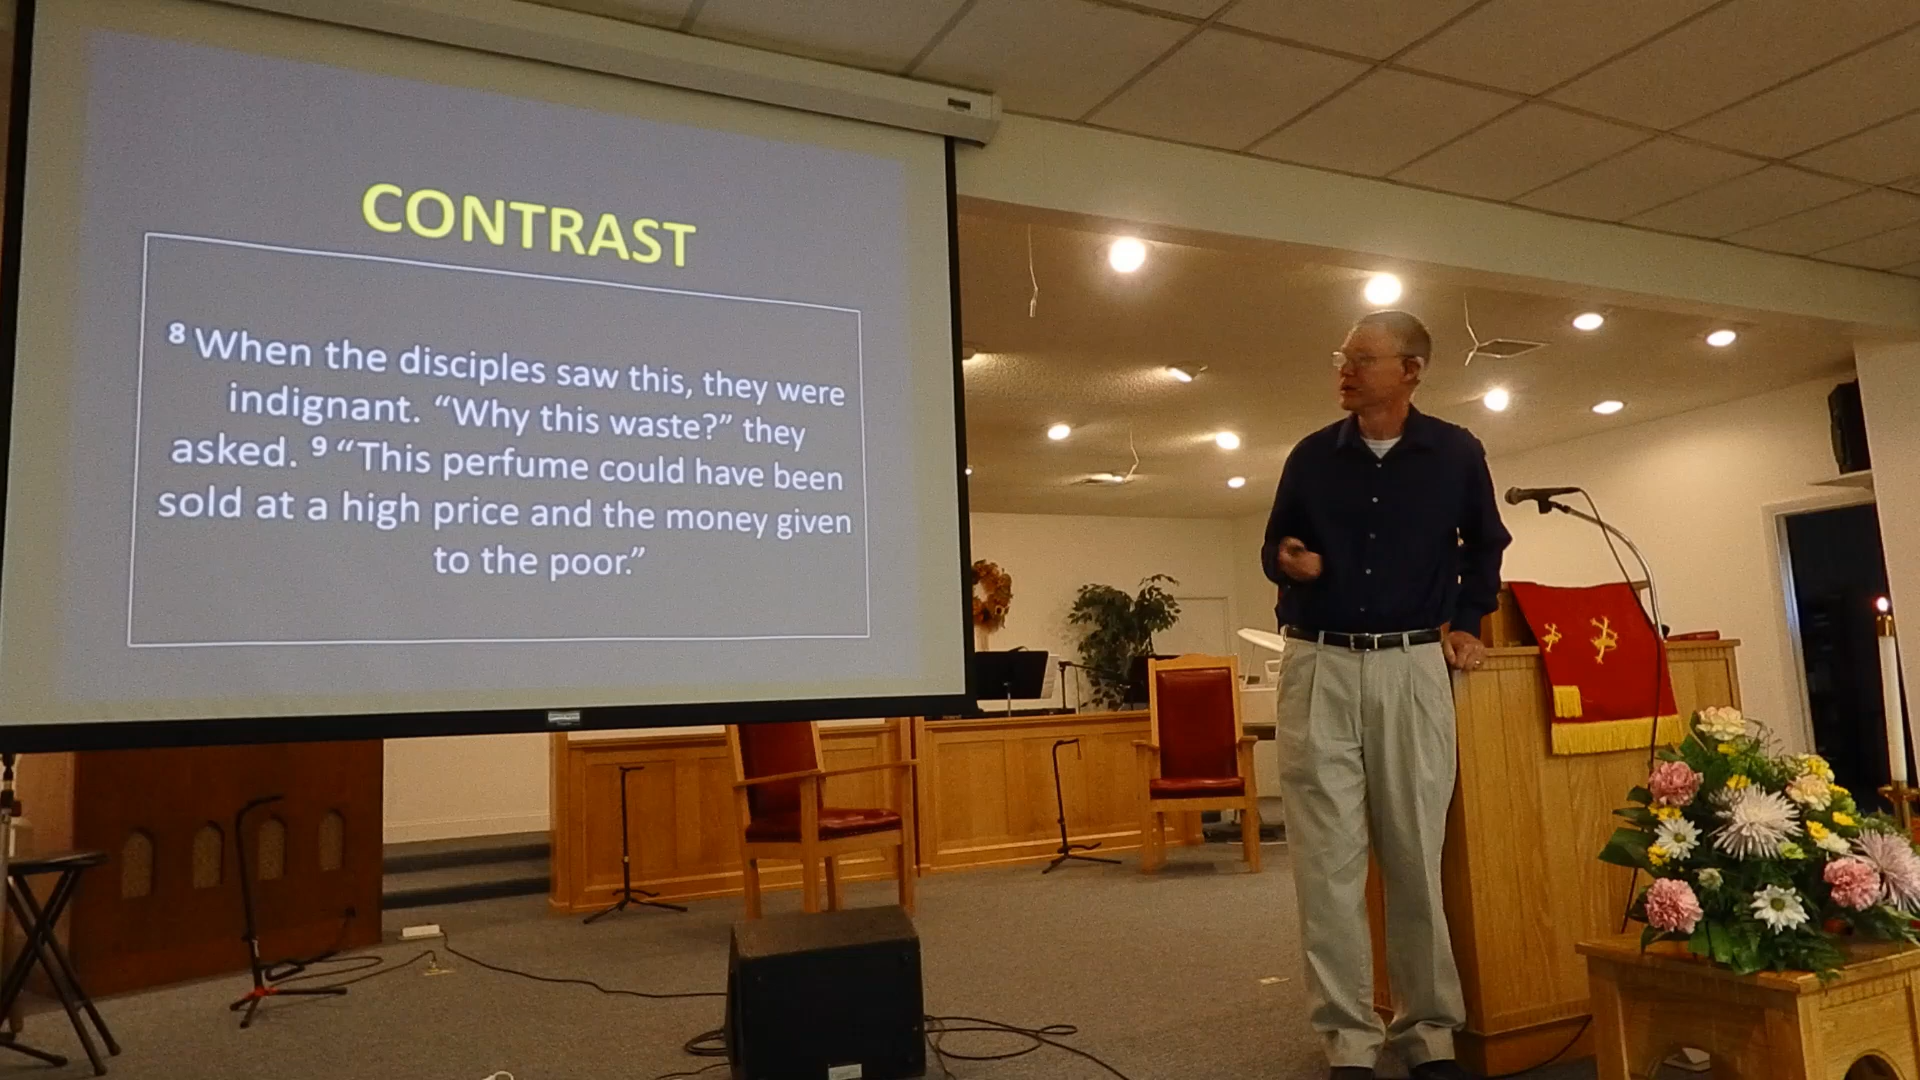 CONTRAST
8 When the disciples saw this, they were
indignant. “Why this waste?” they
asked. 9 “This perfume could have been
sold at a high price and the money given
to the poor.”